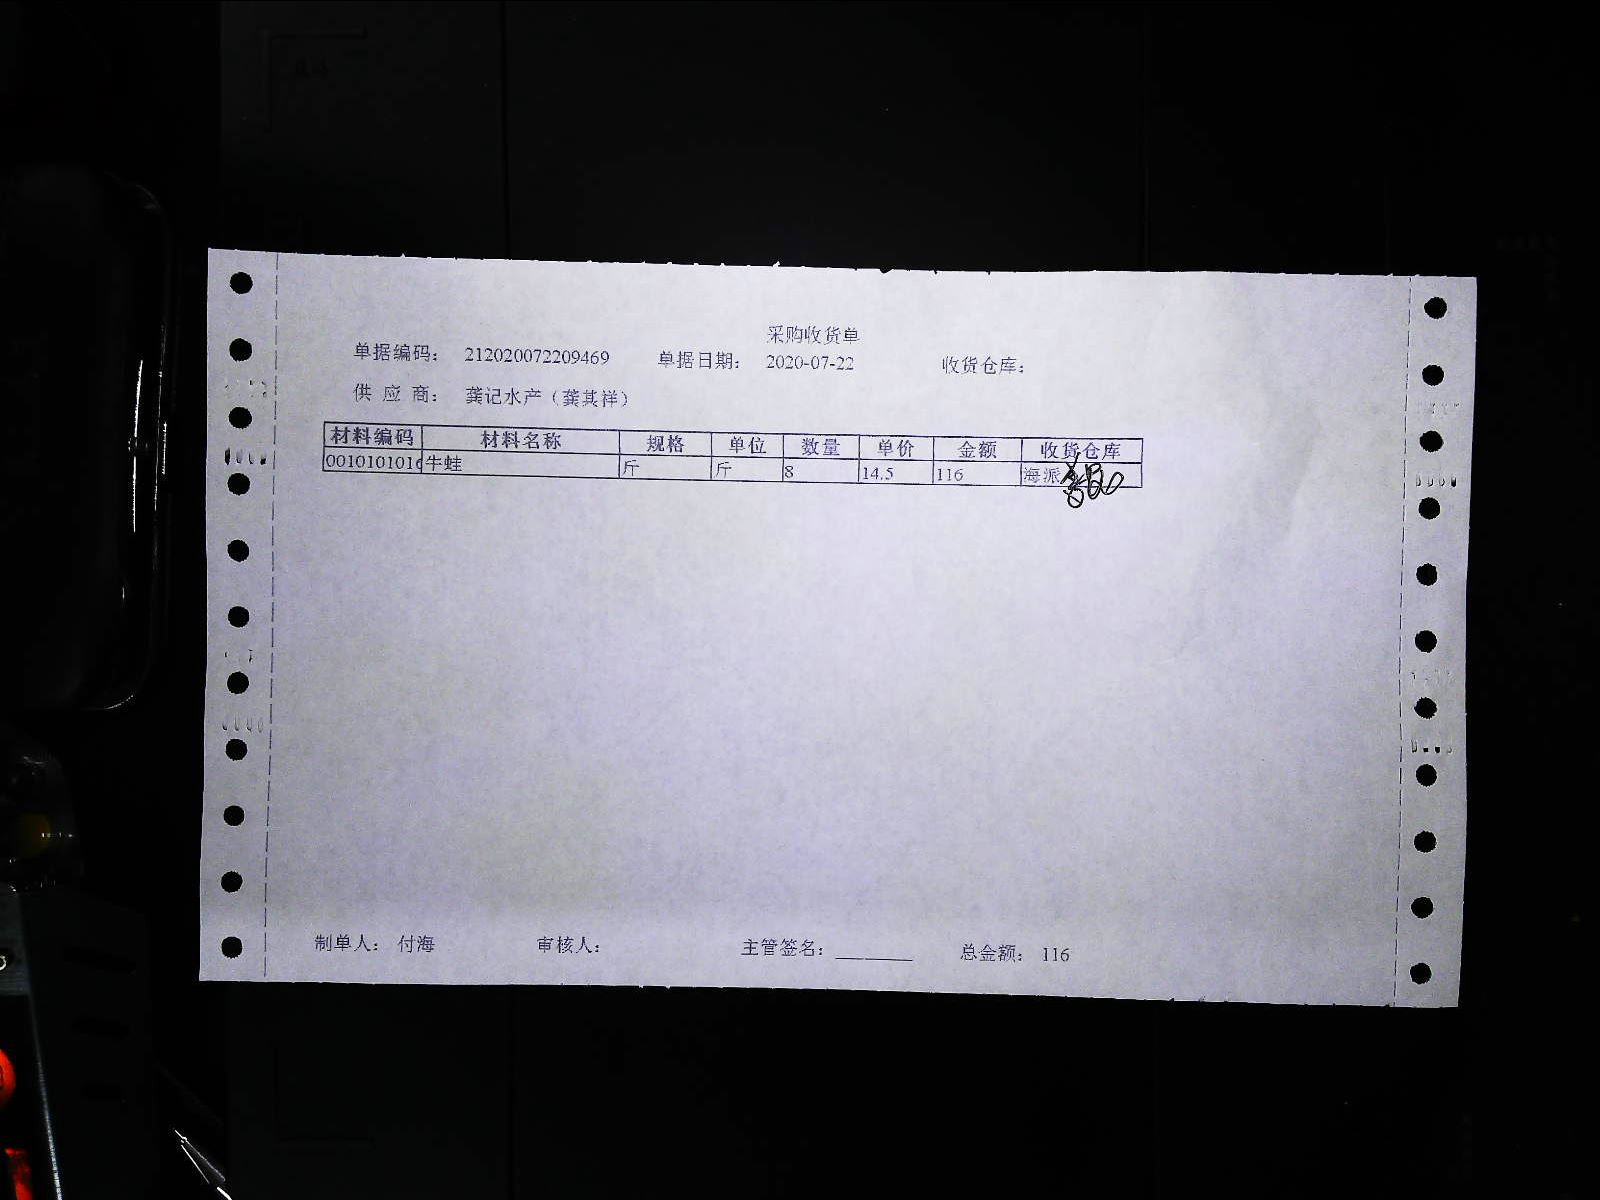 采购收货单
单据编码： 212020072209469 单据日期： 2020-07-22 收货仓库：
供 应 商： 龚记水产（龚其祥）
材料编码 材料名称 规格 单位 数量 单价 金额 收货仓库
001010101 牛蛙 斤 斤 8 14.5 116 海派
制单人： 付海 审核人： 主管签名： ________ 总金额： 116